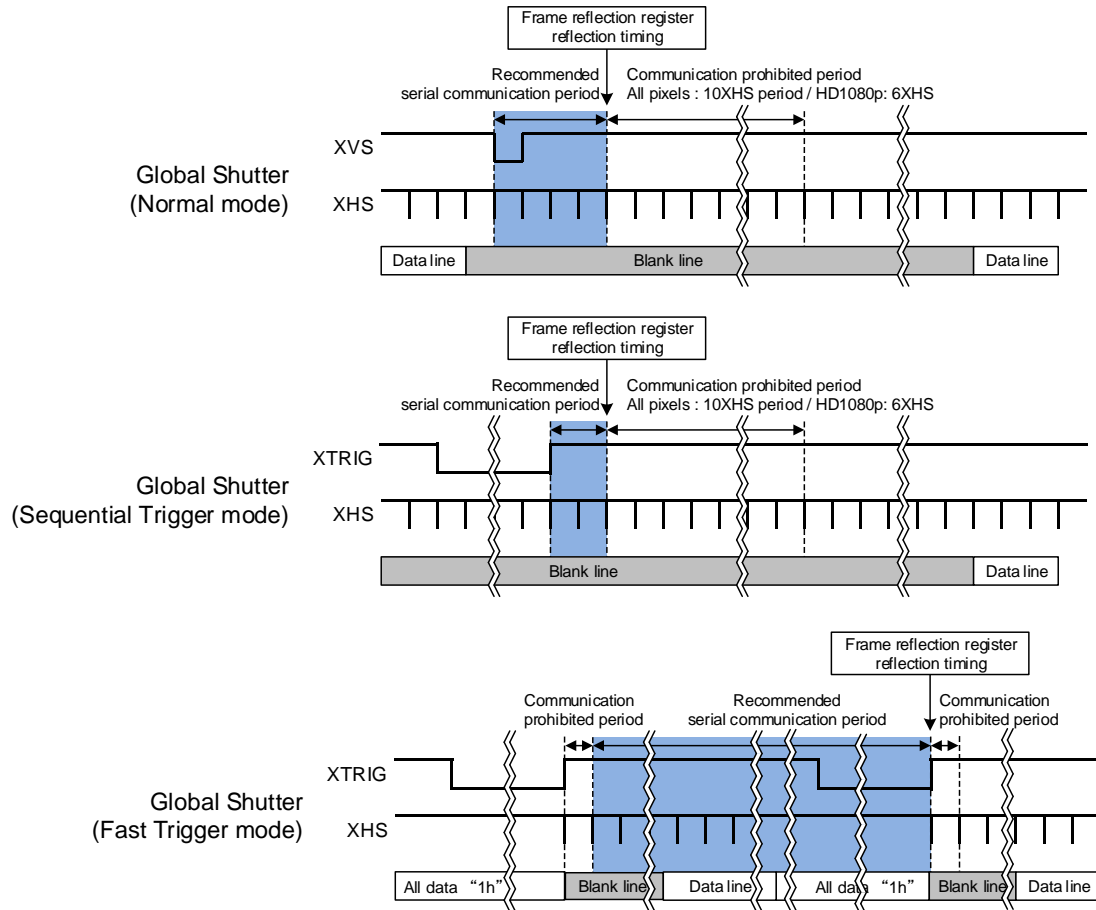 Frame reflection register
reflection timing
Recommended
serial communication period
Communication prohibited period
All pixels : 10XHS period / HD1080p: 6XHS
XVS
Global Shutter
(Normal mode)
XHS
Data line
Blank line
Data line
Frame reflection register
reflection timing
Recommended
serial communication period
Communication prohibited period
All pixels : 10XHS period / HD1080p: 6XHS
XTRIG
Global Shutter
(Sequential Trigger mode)
XHS
Blank line
Data line
Frame reflection register
reflection timing
Communication
prohibited period
Recommended
serial communication period
Communication
prohibited period
XTRIG
Global Shutter
(Fast Trigger mode)
XHS
All data “1h”
Blank line
Data line
All data “1h”
Blank line
Data line